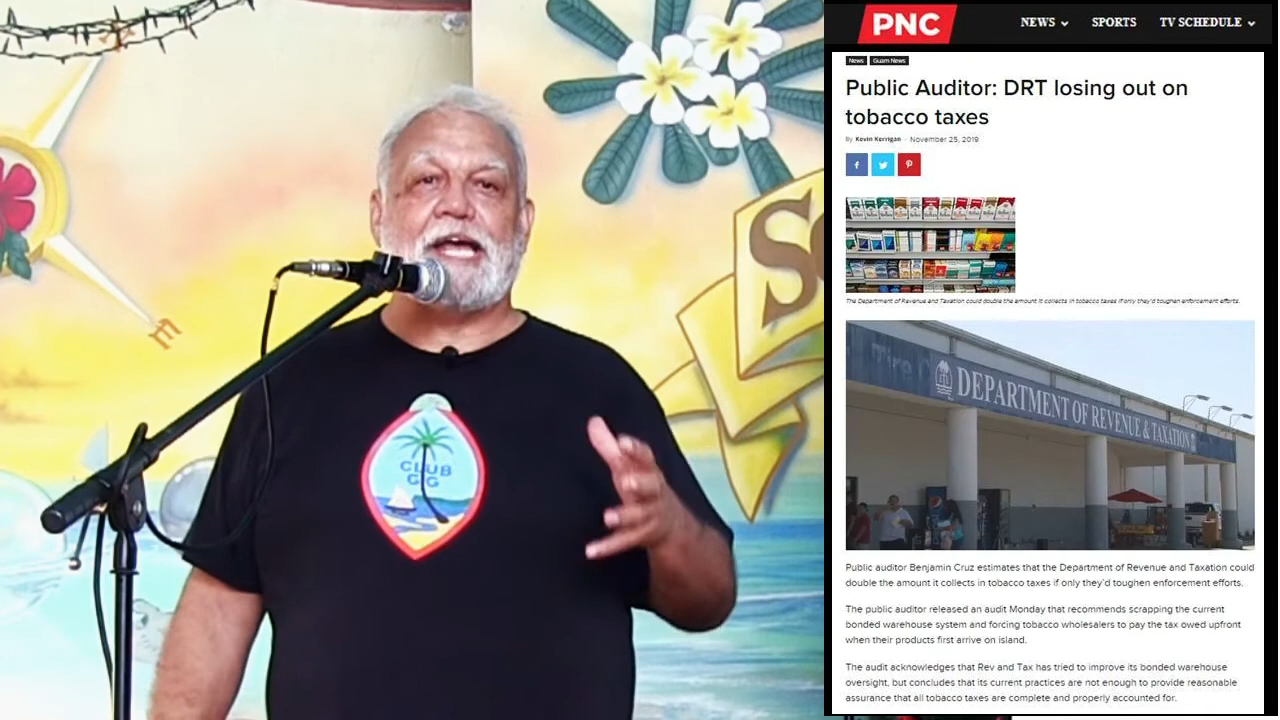 PNC
NEWS
SPORTS
TV SCHEDULE
News
Guam News
Public Auditor: DRT losing out on
tobacco taxes
By Kevin Kerrigan - November 25, 2019
The Department of Revenue and Taxation could double the amount it collects in tobacco taxes if only they'd toughen enforcement efforts.
DEPARTMENT OF REVENUE & TAXATION
Public auditor Benjamin Cruz estimates that the Department of Revenue and Taxation could
double the amount it collects in tobacco taxes if only they'd toughen enforcement efforts.
The public auditor released an audit Monday that recommends scrapping the current
bonded warehouse system and forcing tobacco wholesalers to pay the tax owed upfront
when their products first arrive on island.
The audit acknowledges that Rev and Tax has tried to improve its bonded warehouse
oversight, but concludes that its current practices are not enough to provide reasonable
assurance that all tobacco taxes are complete and properly accounted for.
CLUB
GIG
E